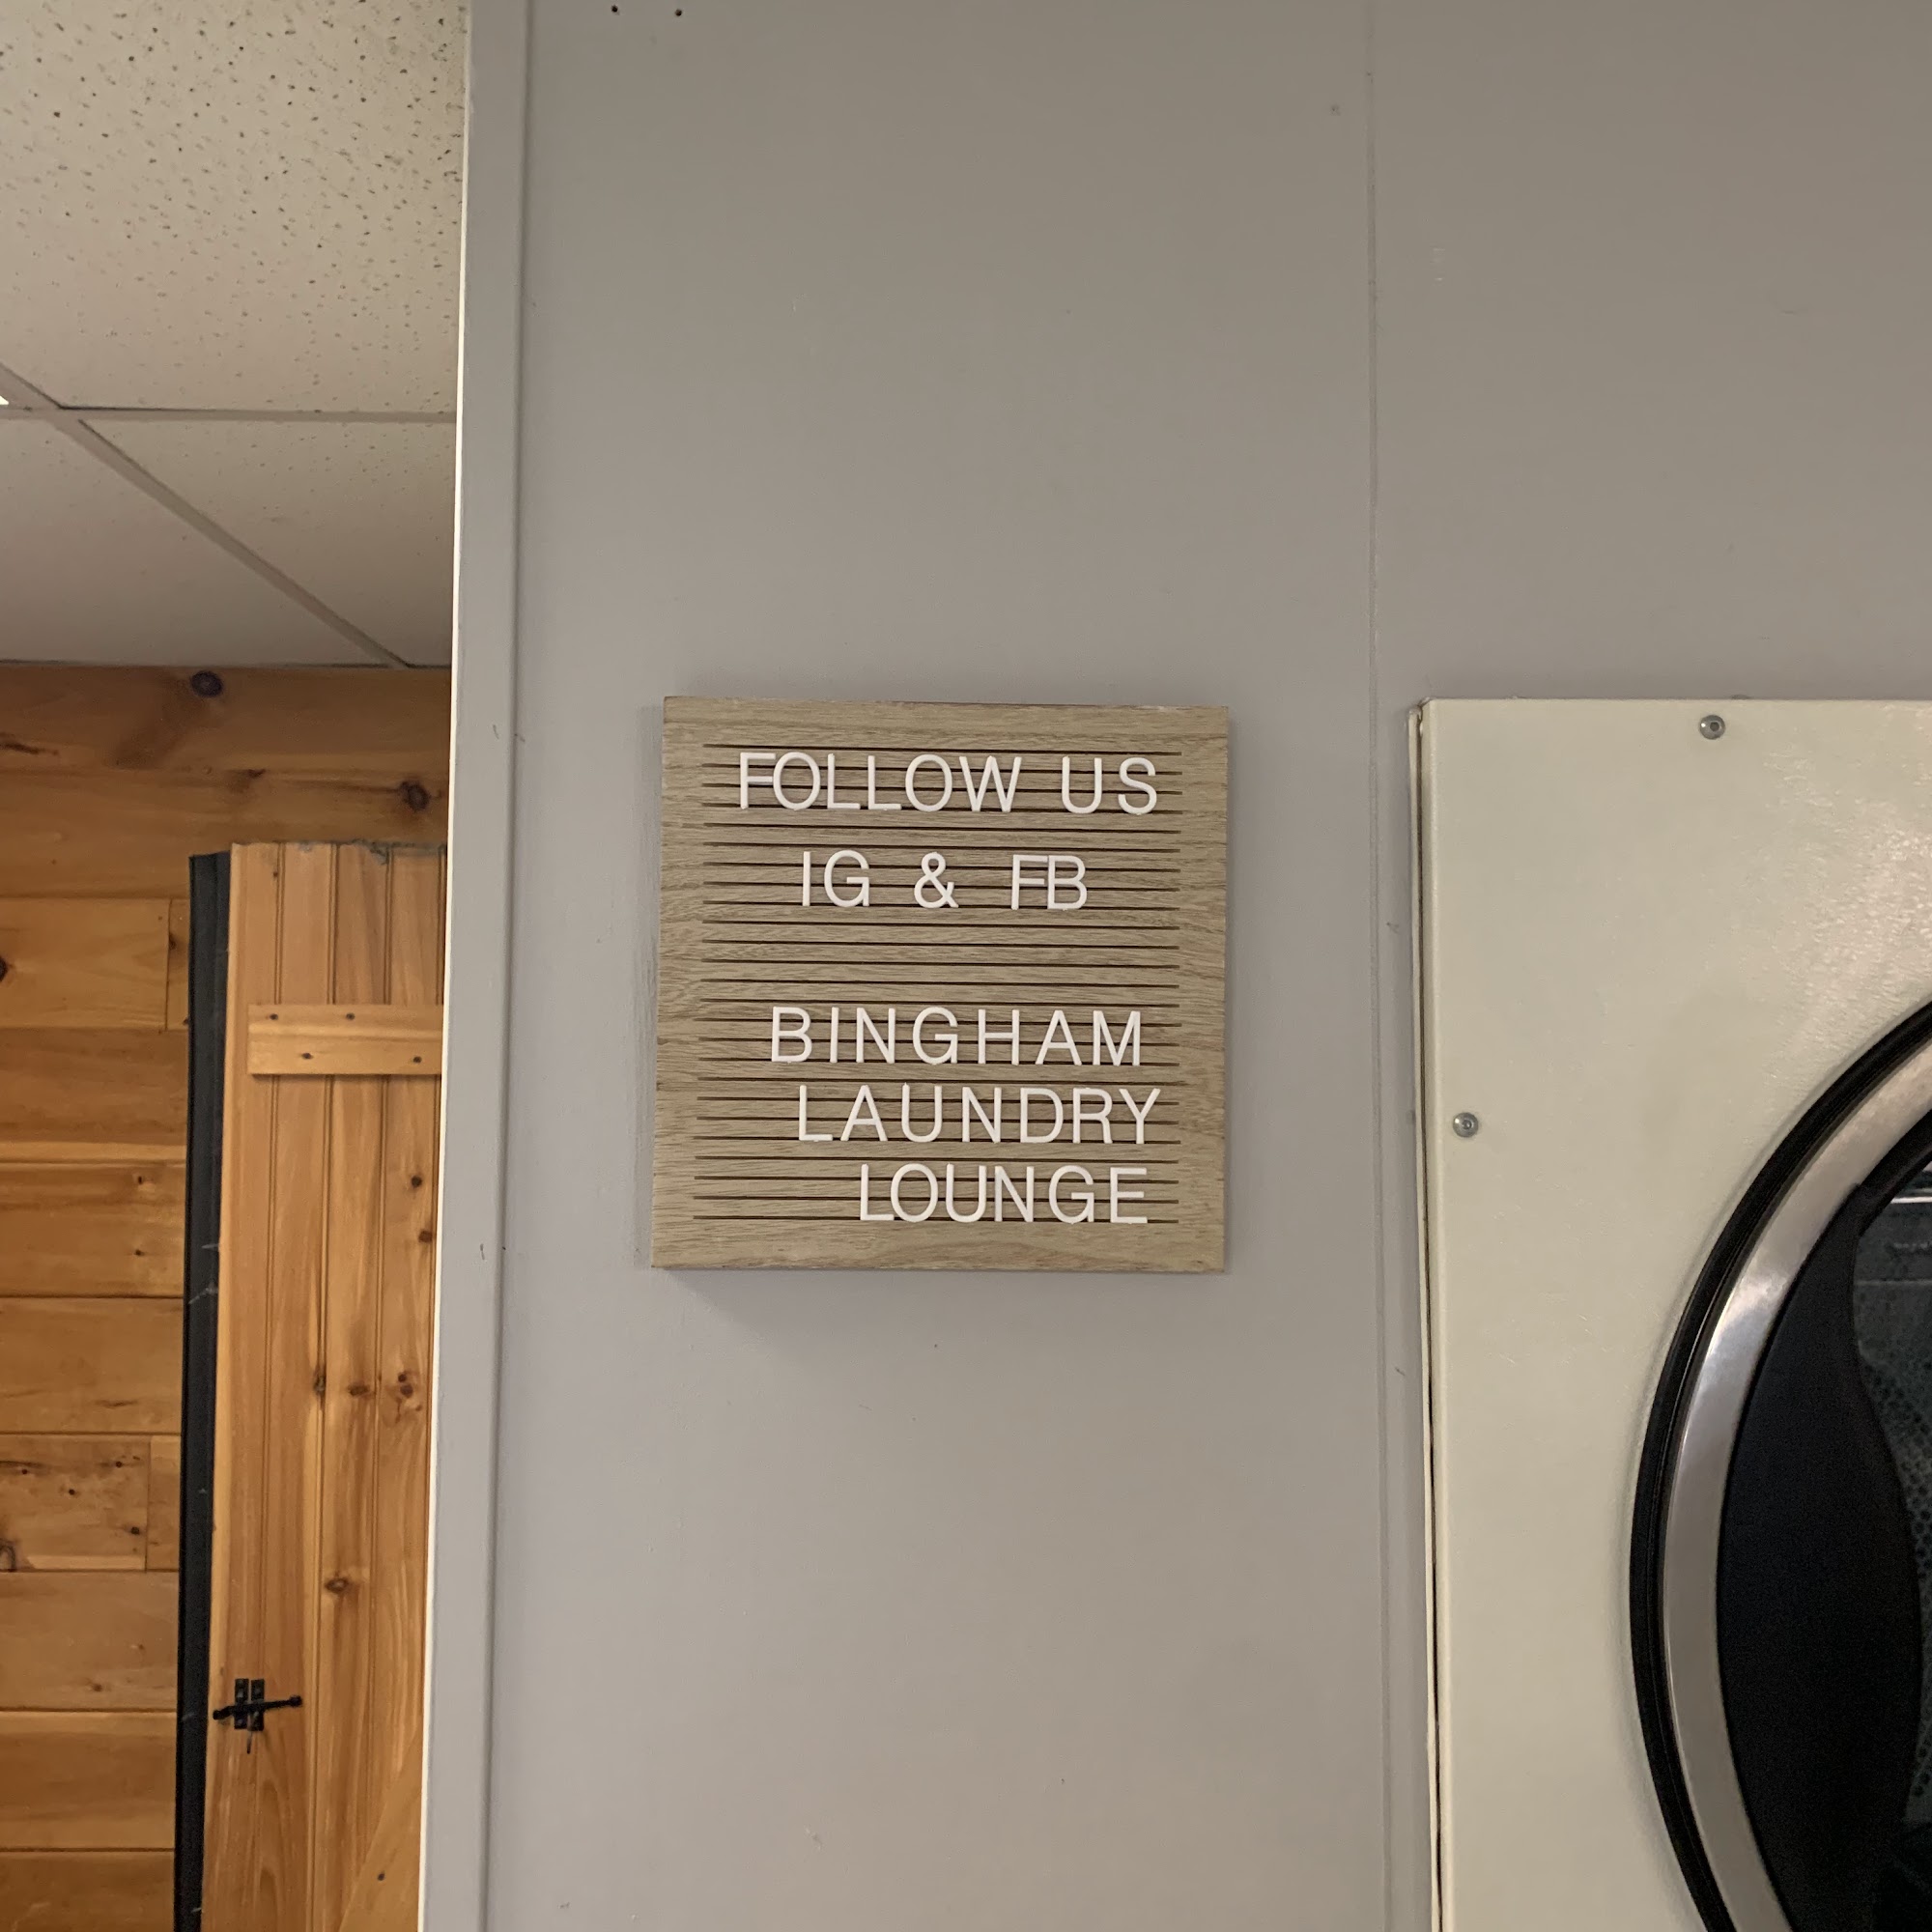 FOLLOW US
IG & FB
BINGHAM
LAUNDRY
LOUNGE